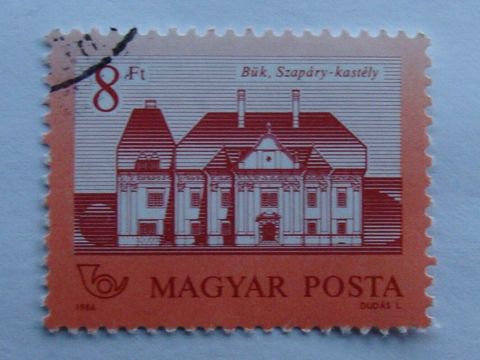 8 Ft
Bük, Szapáry-kastély
MAGYAR POSTA
1986
DUDÁS L.